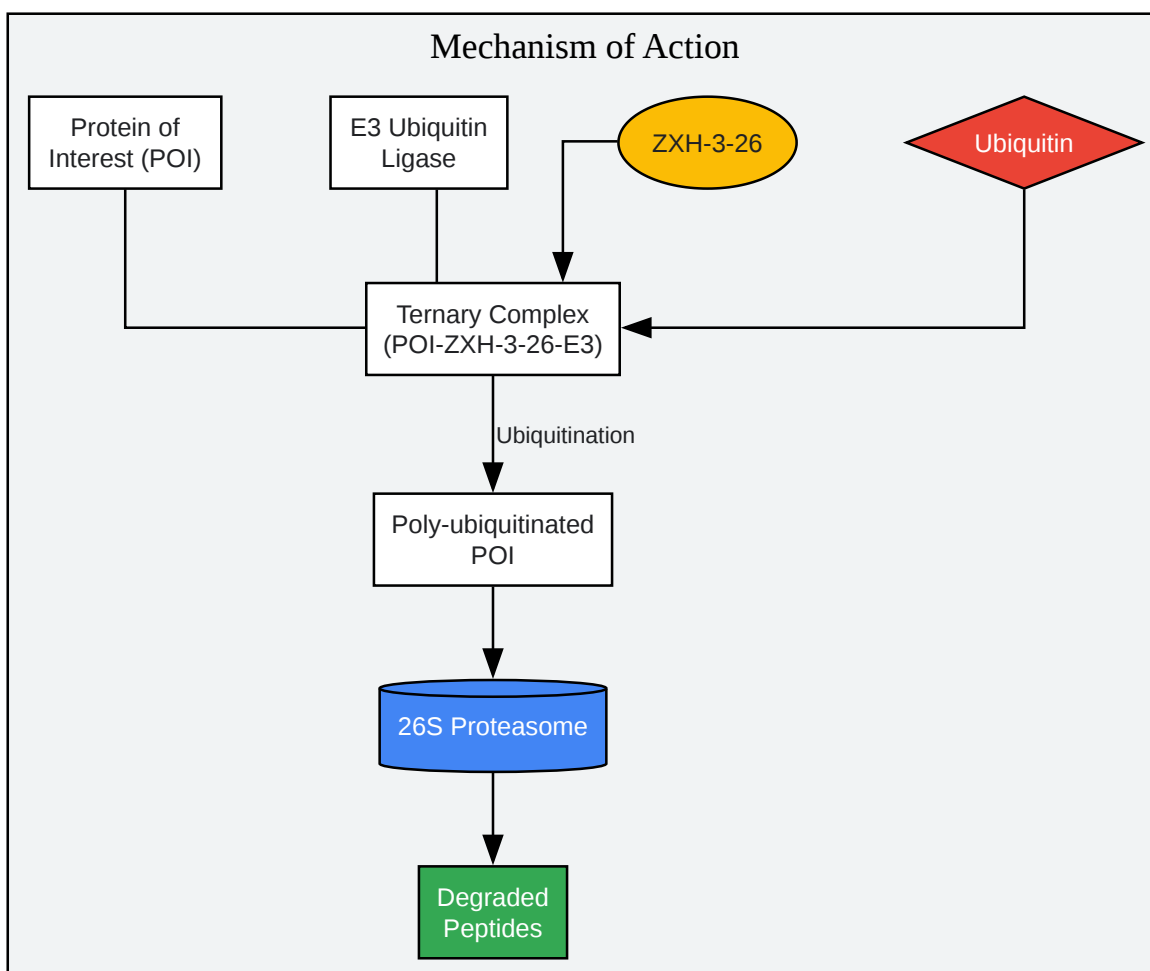 Mechanism of Action
Protein of
Interest (POI)
E3 Ubiquitin
Ligase
ZXH-3-26
Ubiquitin
Ternary Complex
(POI-ZXH-3-26-E3)
Ubiquitination
Poly-ubiquitinated
POI
26S Proteasome
Degraded
Peptides